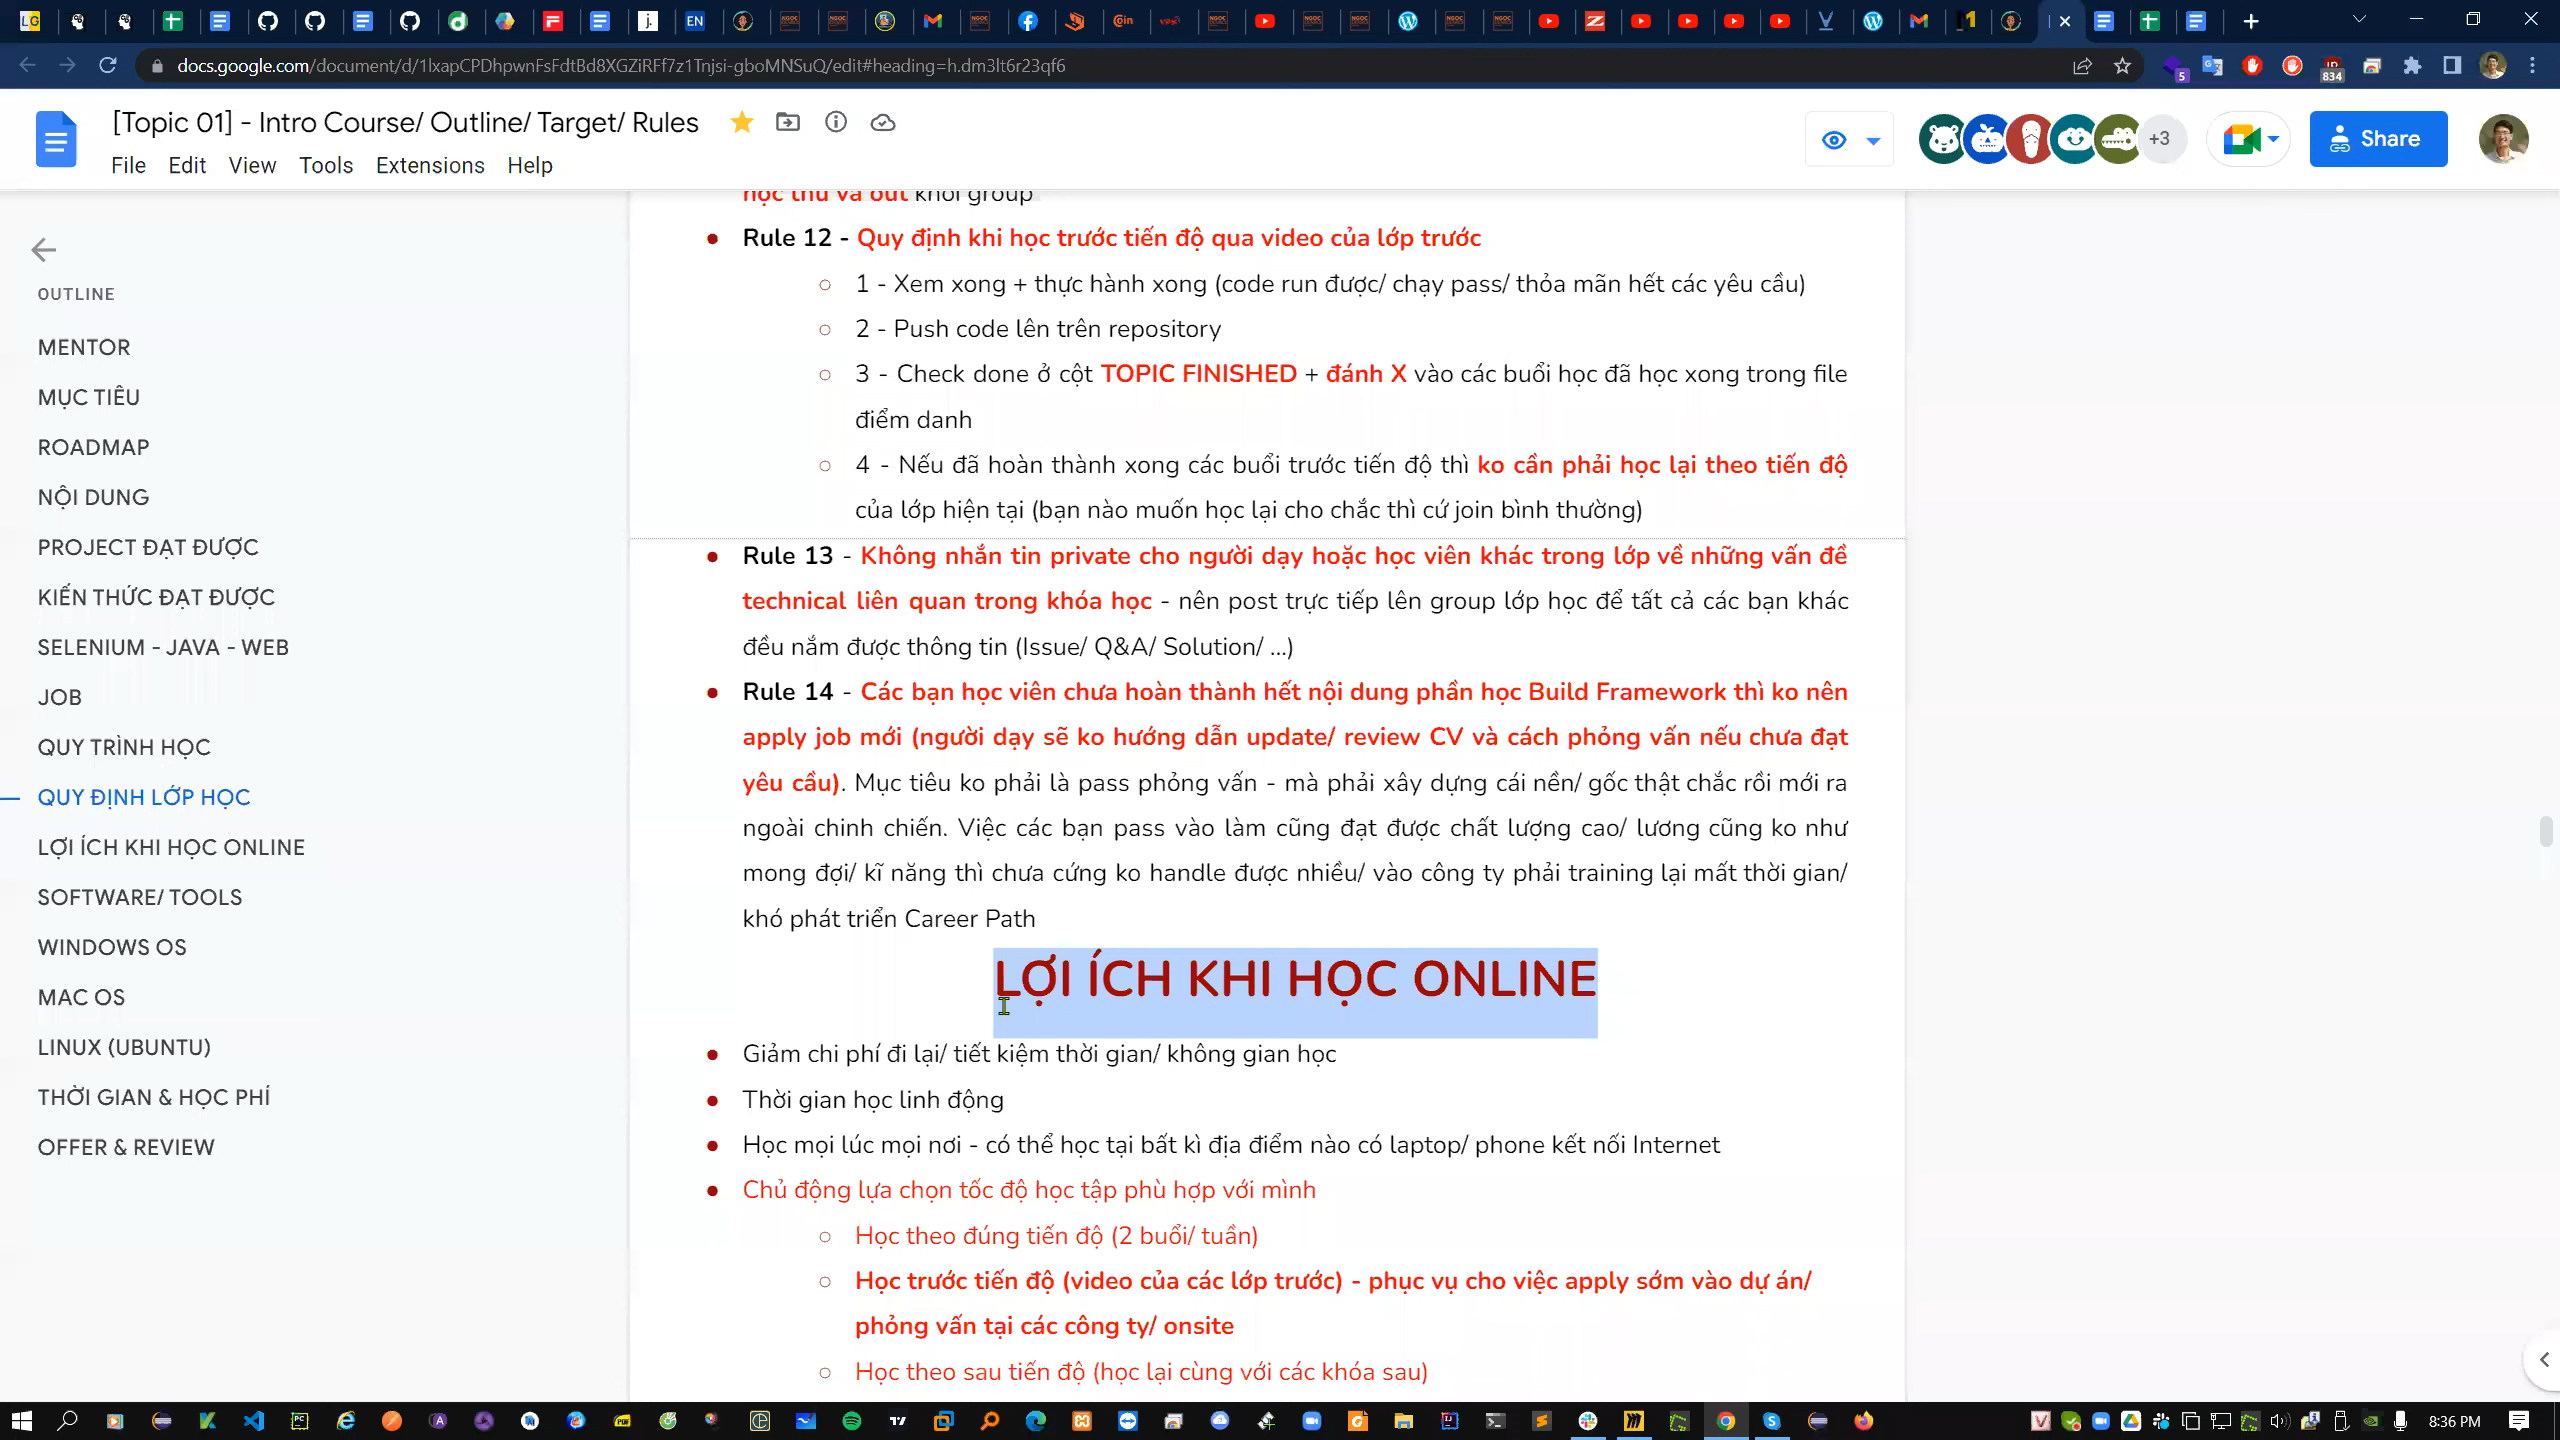 docs.google.com/document/d/1lxapCPDhpwnFsFdtBd8XGZiRFf7z1Tnjsi-gboMNSuQ/edit#heading=h.dm3lt6r23qf6
5
834
[Topic 01] - Intro Course/ Outline/ Target/ Rules
File Edit View Tools Extensions Help
+3
Share
OUTLINE
MENTOR
MỤC TIÊU
ROADMAP
NỘI DUNG
PROJECT ĐẠT ĐƯỢC
KIẾN THỨC ĐẠT ĐƯỢC
SELENIUM - JAVA - WEB
JOB
QUY TRÌNH HỌC
QUY ĐỊNH LỚP HỌC
LỢI ÍCH KHI HỌC ONLINE
SOFTWARE/ TOOLS
WINDOWS OS
MAC OS
LINUX (UBUNTU)
THỜI GIAN & HỌC PHÍ
OFFER & REVIEW
học thử và out khỏi group
Rule 12 - Quy định khi học trước tiến độ qua video của lớp trước
1 - Xem xong + thực hành xong (code run được/ chạy pass/ thỏa mãn hết các yêu cầu)
2 - Push code lên trên repository
3 - Check done ở cột TOPIC FINISHED + đánh X vào các buổi học đã học xong trong file
điểm danh
4 - Nếu đã hoàn thành xong các buổi trước tiến độ thì ko cần phải học lại theo tiến độ
của lớp hiện tại (bạn nào muốn học lại cho chắc thì cứ join bình thường)
Rule 13 - Không nhắn tin private cho người dạy hoặc học viên khác trong lớp về những vấn đề
technical liên quan trong khóa học - nên post trực tiếp lên group lớp học để tất cả các bạn khác
đều nắm được thông tin (Issue/ Q&A/ Solution/ ...)
Rule 14 - Các bạn học viên chưa hoàn thành hết nội dung phần học Build Framework thì ko nên
apply job mới (người dạy sẽ ko hướng dẫn update/ review CV và cách phỏng vấn nếu chưa đạt
yêu cầu). Mục tiêu ko phải là pass phỏng vấn - mà phải xây dựng cái nền/ gốc thật chắc rồi mới ra
ngoài chinh chiến. Việc các bạn pass vào làm cũng đạt được chất lượng cao/ lương cũng ko như
mong đợi/ kĩ năng thì chưa cứng ko handle được nhiều/ vào công ty phải training lại mất thời gian/
khó phát triển Career Path
LỢI ÍCH KHI HỌC ONLINE
Giảm chi phí đi lại/ tiết kiệm thời gian/ không gian học
Thời gian học linh động
Học mọi lúc mọi nơi - có thể học tại bất kì địa điểm nào có laptop/ phone kết nối Internet
Chủ động lựa chọn tốc độ học tập phù hợp với mình
Học theo đúng tiến độ (2 buổi/ tuần)
Học trước tiến độ (video của các lớp trước) - phục vụ cho việc apply sớm vào dự án/
phỏng vấn tại các công ty/ onsite
Học theo sau tiến độ (học lại cùng với các khóa sau)
8:36 PM